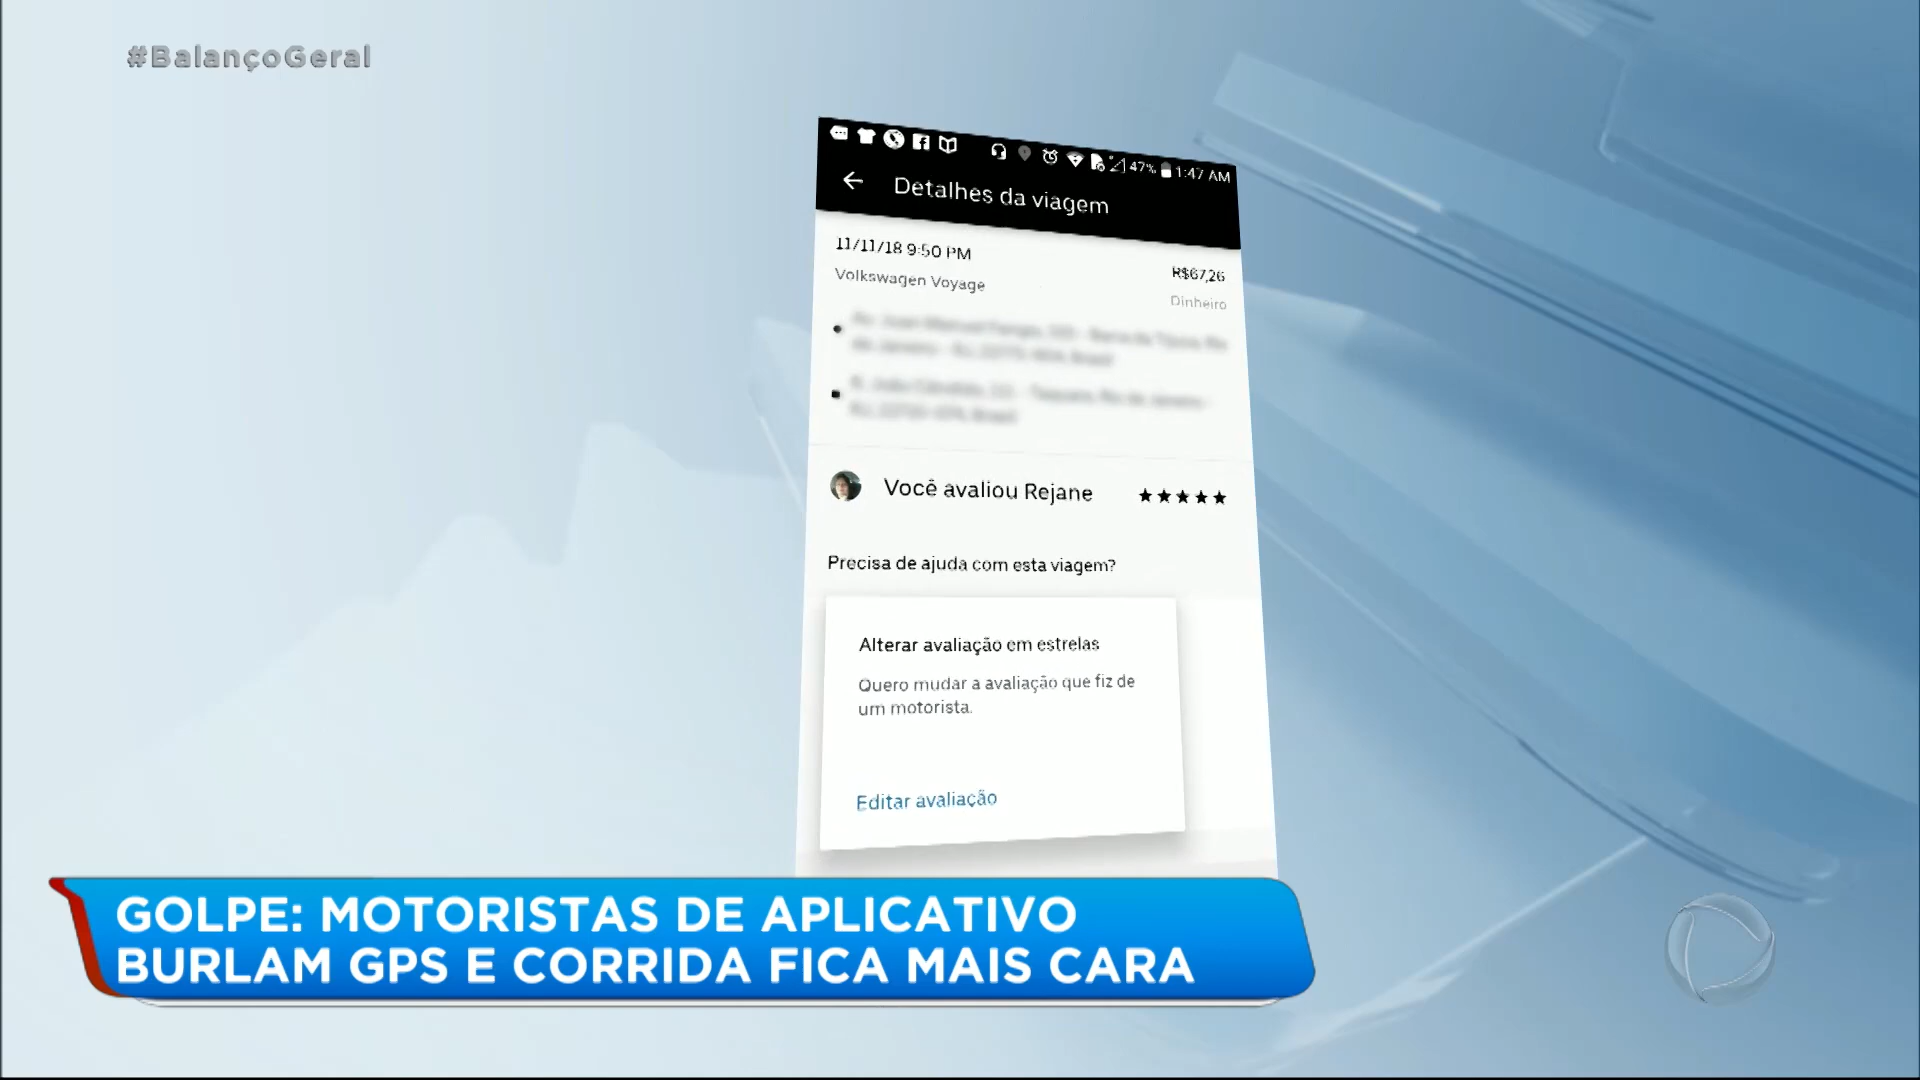 #BalançoGeral
47% 1:47 AM
Detalhes da viagem
11/11/18 9:50 PM
R$67,26
Volkswagen Voyage
Dinheiro
Você avaliou Rejane
Precisa de ajuda com esta viagem?
Alterar avaliação em estrelas
Quero mudar a avaliação que fiz de
um motorista.
Editar avaliação
GOLPE: MOTORISTAS DE APLICATIVO
BURLAM GPS E CORRIDA FICA MAIS CARA